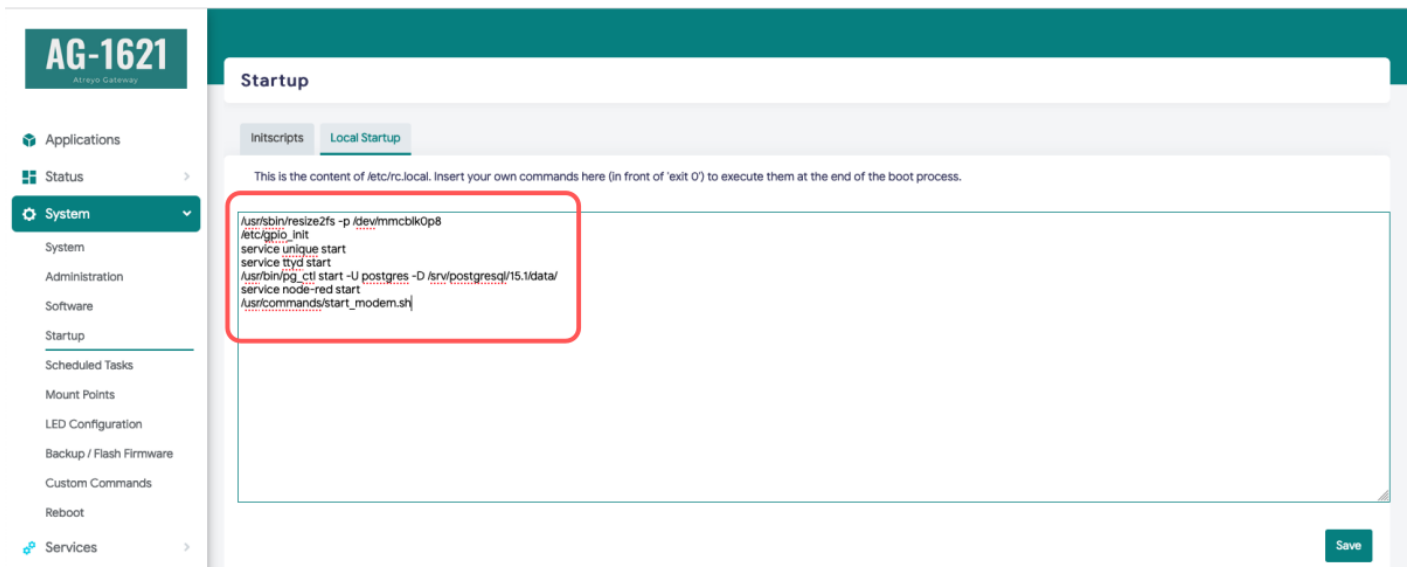 AG-1621
Atreyo Gateway
Applications
Status
System
System
Administration
Software
Startup
Scheduled Tasks
Mount Points
LED Configuration
Backup / Flash Firmware
Custom Commands
Reboot
Services
Startup
Initscripts
Local Startup
This is the content of /etc/rc.local. Insert your own commands here (in front of 'exit 0') to execute them at the end of the boot process.
/usr/sbin/resize2fs -p /dev/mmcblk0p8
/etc/gpio_init
service unique start
service ttyd start
/usr/bin/pg_ctl start -U postgres -D /srv/postgresql/15.1/data/
service node-red start
/usr/commands/start_modem.sh
Save